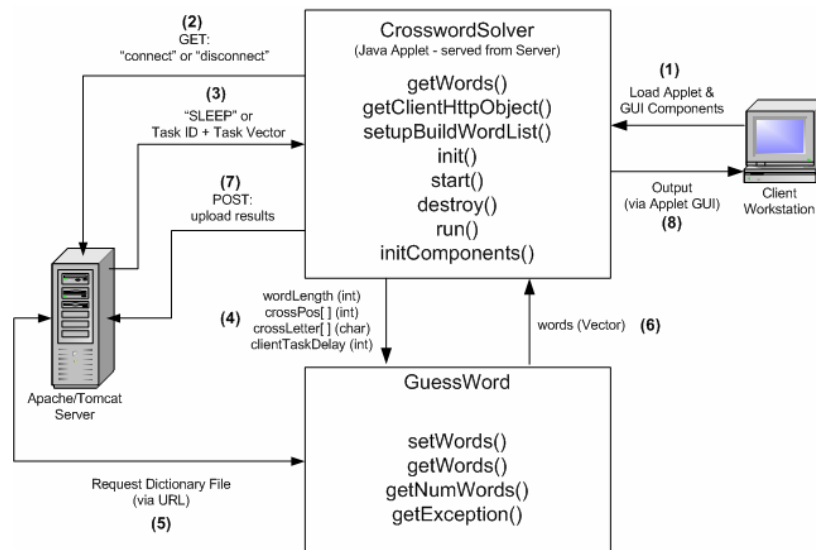 (2)
GET:
“connect” or “disconnect”
(3)
“SLEEP” or
Task ID + Task Vector
(7)
POST:
upload results
CrosswordSolver
(Java Applet - served from Server)
getWords()
getClientHttpObject()
setupBuildWordList()
init()
start()
destroy()
run()
initComponents()
(1)
Load Applet &
GUI Components
Output
(via Applet GUI)
(8)
Client
Workstation
Apache/Tomcat
Server
(4)
wordLength (int)
crossPos[ ] (int)
crossLetter[ ] (char)
clientTaskDelay (int)
words (Vector)
(6)
GuessWord
setWords()
getWords()
getNumWords()
getException()
Request Dictionary File
(via URL)
(5)